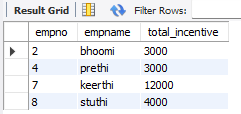 Result Grid Filter Rows:
empno empname total_incentive
2 bhoomi 3000
4 prethi 3000
7 keerthi 12000
8 stuthi 4000